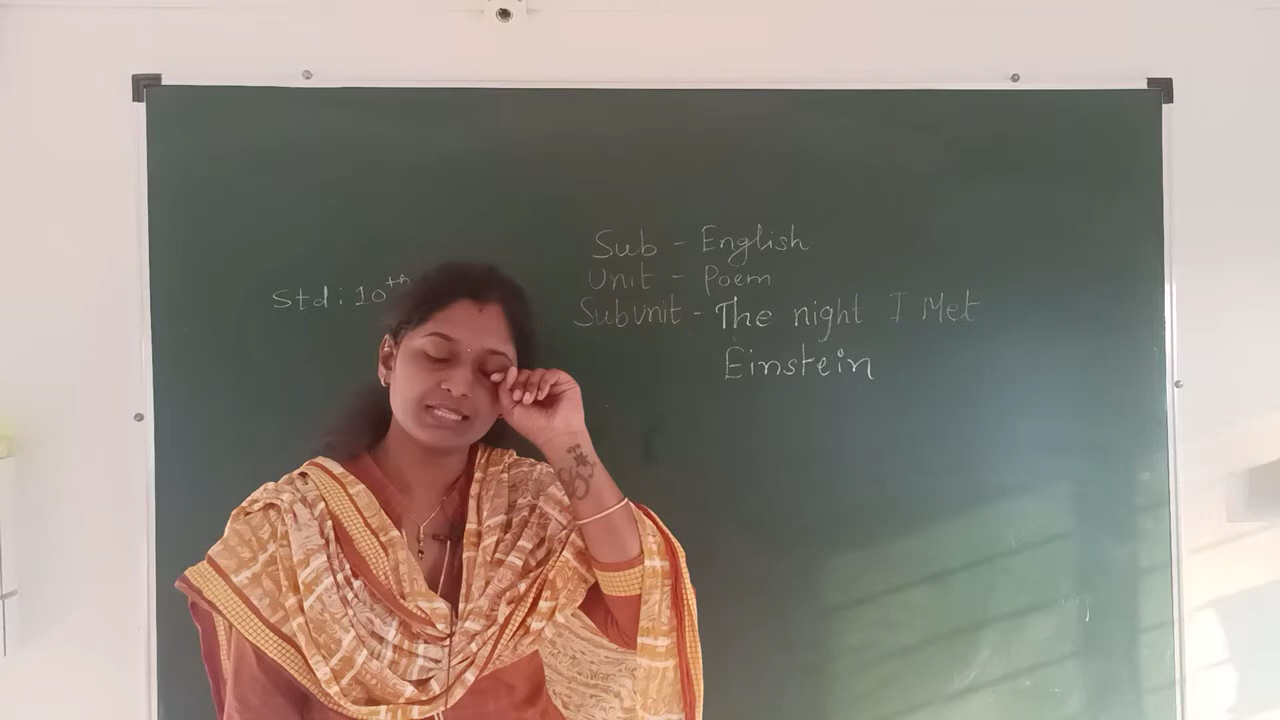 Std : 10th
Sub - English
Unit - Poem
Subunit - The night I Met
Einstein